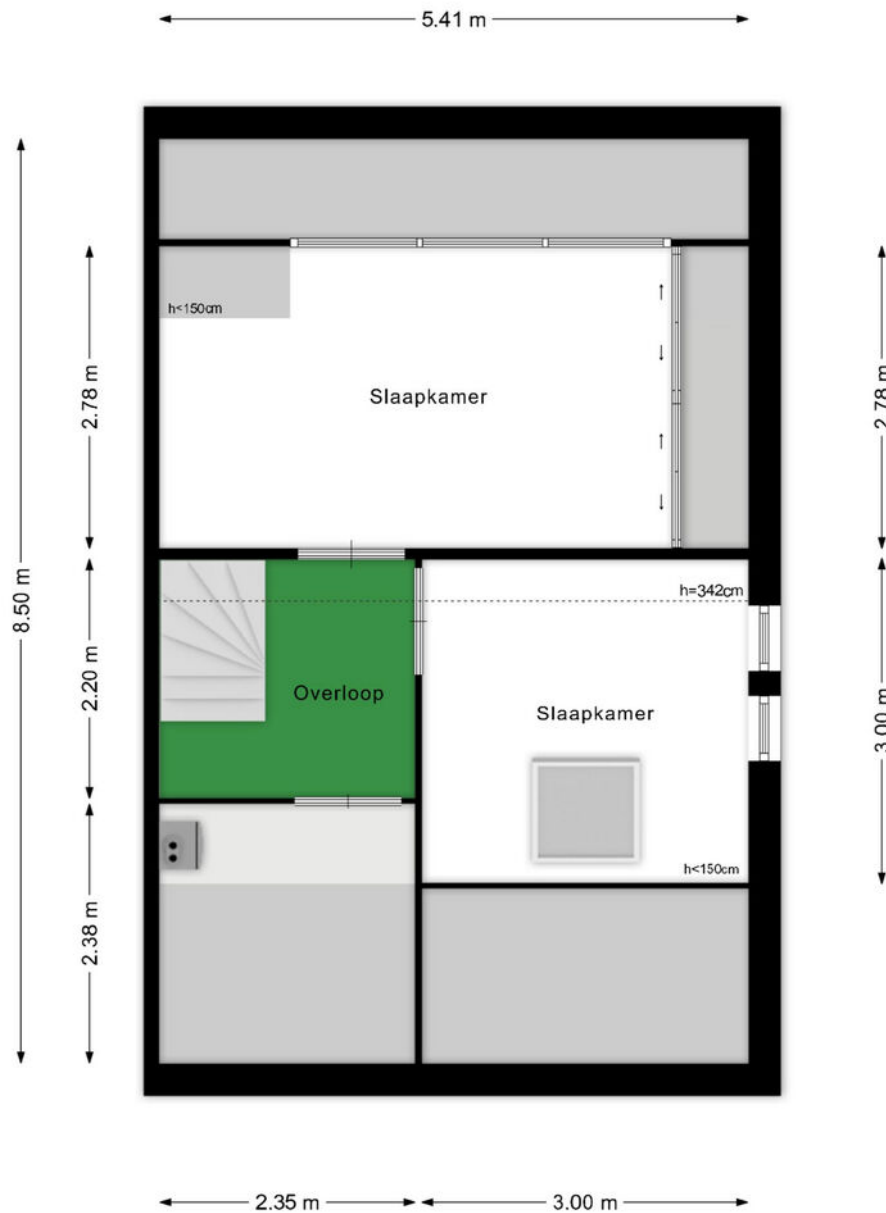 5.41 m
h<150cm
Slaapkamer
2.78 m
2.78 m
8.50 m
h=342cm
2.20 m
Overloop
Slaapkamer
3.00 m
h<150cm
2.38 m
2.35 m
3.00 m